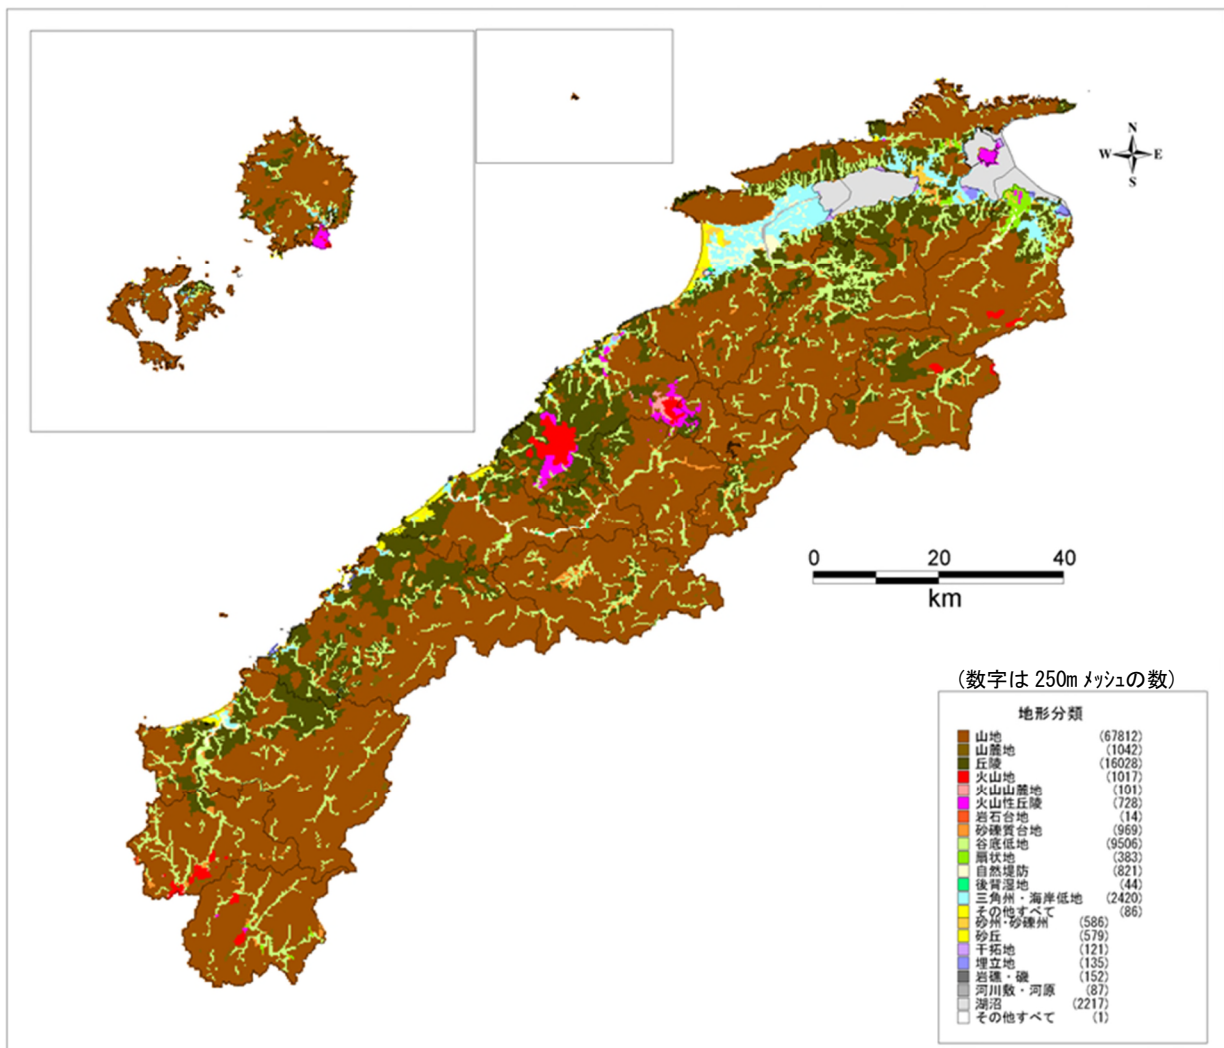 N
W E
S
0 20 40
km
(数字は 250m メッシュの数)
地形分類
山地 (67812)
山麓地 (1042)
丘陵 (16028)
火山地 (1017)
火山山麓地 (101)
火山性丘陵 (728)
岩石台地 (14)
砂礫質台地 (969)
谷底低地 (9506)
扇状地 (383)
自然堤防 (821)
後背湿地 (44)
三角州・海岸低地 (2420)
その他すべて (86)
砂州・砂礫州 (586)
砂丘 (579)
干拓地 (121)
埋立地 (135)
岩礁・磯 (152)
河川敷・河原 (87)
湖沼 (2217)
その他すべて (1)